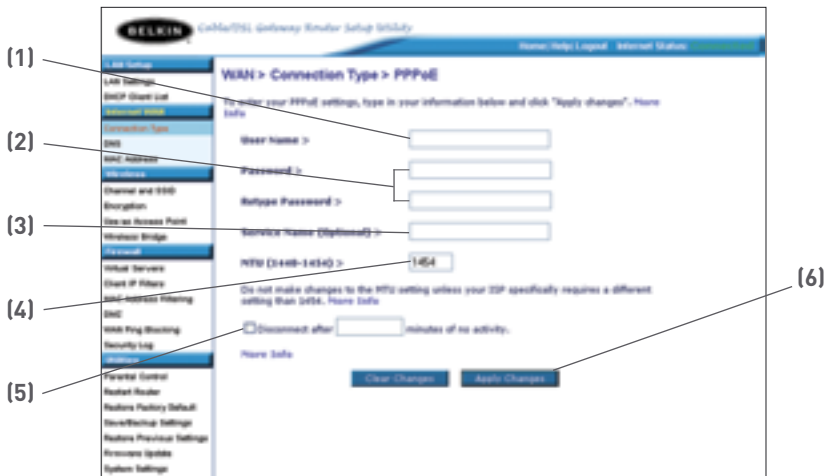 BELKIN Cable/DSL Gateway Router Setup Utility
Home|Help|Logout Internet Status:
(1)
(2)
(3)
(4)
(5)
(6)
LAN Setup
LAN Settings
DHCP Client List
Internet WAN
Connection Type
DNS
MAC Address
Wireless
Channel and SSID
Encryption
Use as Access Point
Wireless Bridge
Firewall
Virtual Servers
Client IP Filters
MAC Address Filtering
DMZ
WAN Ping Blocking
Security Log
Utilities
Parental Control
Restart Router
Restore Factory Default
Save/Backup Settings
Restore Previous Settings
Firmware Update
System Settings
WAN > Connection Type > PPPoE
To enter your PPPoE settings, type in your information below and click "Apply changes". More
Info
User Name >
Password >
Retype Password >
Service Name (Optional) >
MTU (1440-1454) > 1454
Do not make changes to the MTU setting unless your ISP specifically requires a different
setting than 1454. More Info
Disconnect after minutes of no activity.
More Info
Clear Changes Apply Changes